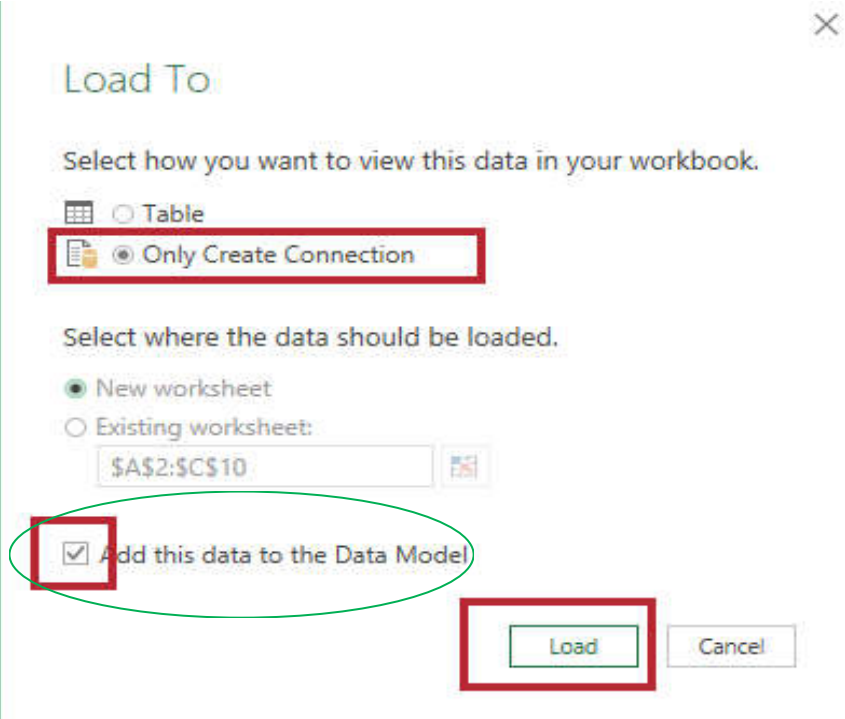 Load To
Select how you want to view this data in your workbook.
Table
Only Create Connection
Select where the data should be loaded.
New worksheet
Existing worksheet:
$A$2:$C$10
Add this data to the Data Model
Load Cancel